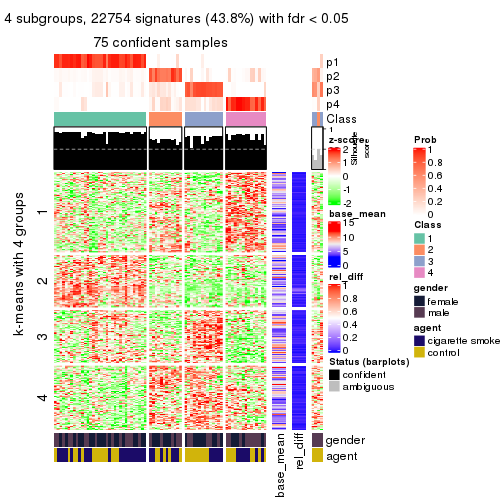 4 subgroups, 22754 signatures (43.8%) with fdr < 0.05
75 confident samples
p1
p2
p3
p4
Class
1
Silhouette
score
z-score
2
1
0
-1
-2
base_mean
15
10
5
0
rel_diff
1
0.8
0.6
0.4
0.2
0
Status (barplots)
confident
ambiguous
Prob
1
0.8
0.6
0.4
0.2
0
Class
1
2
3
4
gender
female
male
agent
cigarette smoke
control
k-means with 4 groups
1
2
3
4
gender
agent
base_mean
rel_diff